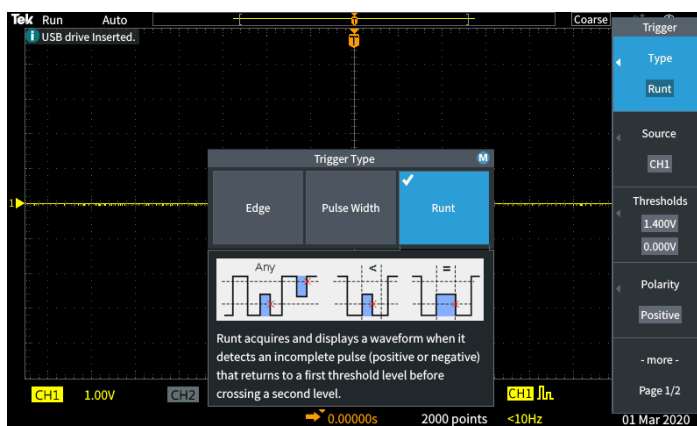 Tek Run Auto Coarse
Trigger
i USB drive Inserted.
T
Type
Runt
Source
CH1
Trigger Type M
Edge Pulse Width Runt
1
Thresholds
1.400V
0.000V
Any < =
Polarity
Positive
Runt acquires and displays a waveform when it
detects an incomplete pulse (positive or negative)
that returns to a first threshold level before
crossing a second level.
- more -
Page 1/2
CH1 1.00V CH2 CH1
0.00000s 2000 points <10Hz 01 Mar 2020